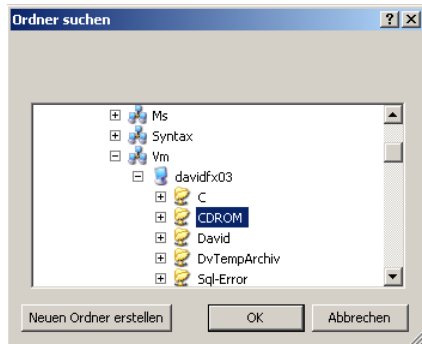 Ordner suchen
Ms
Syntax
Vm
davidfx03
C
CDROM
David
DvTempArchiv
Sql-Error
Neuen Ordner erstellen OK Abbrechen